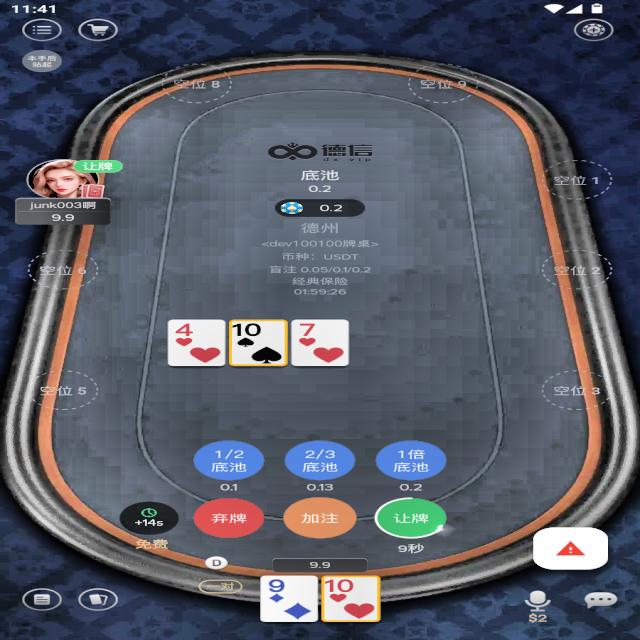 11:41
本手后
站起
空位 8
空位 9
让牌
德信
dx.vip
底池
0.2
空位 1
junk003啊
9.9
0.2
德州
<dev100100牌桌>
币种：USDT
盲注 0.05/0.1/0.2
经典保险
01:59:26
空位 6
空位 2
4
10
7
空位 5
空位 3
1/2
底池
2/3
底池
1倍
底池
0.1
0.13
0.2
+14s
弃牌
加注
让牌
免费
9秒
D
9.9
一对
9
10
$2